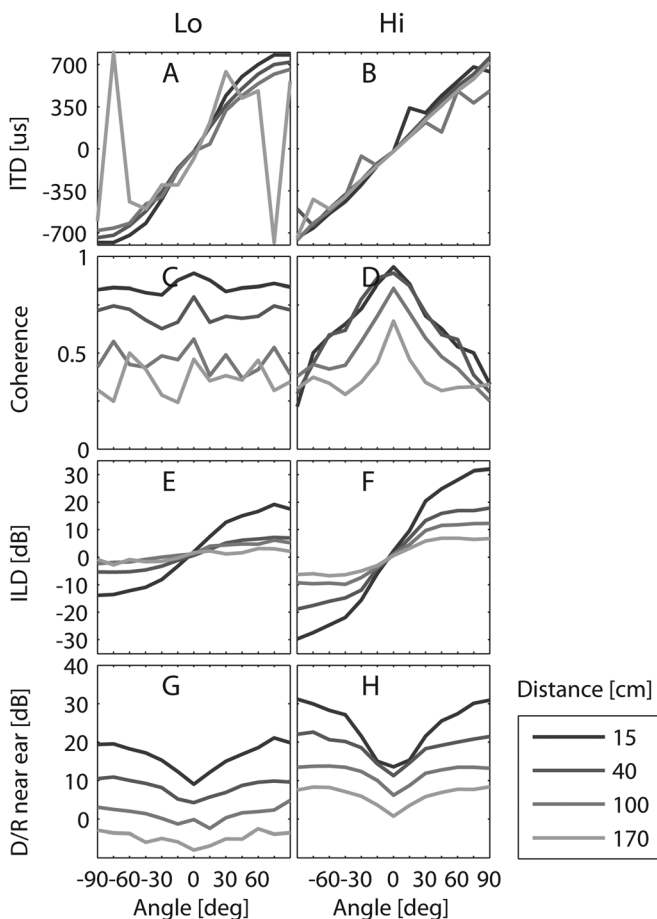 Lo Hi
A B
ITD [us]
700
350
0
-350
-700
C D
Coherence
1
0.5
0
E F
ILD [dB]
30
20
10
0
-10
-20
-30
G H
D/R near ear [dB]
40
30
20
10
0
-90-60-30 0 30 60 -60-30 0 30 60 90
Angle [deg] Angle [deg]
Distance [cm]
15
40
100
170